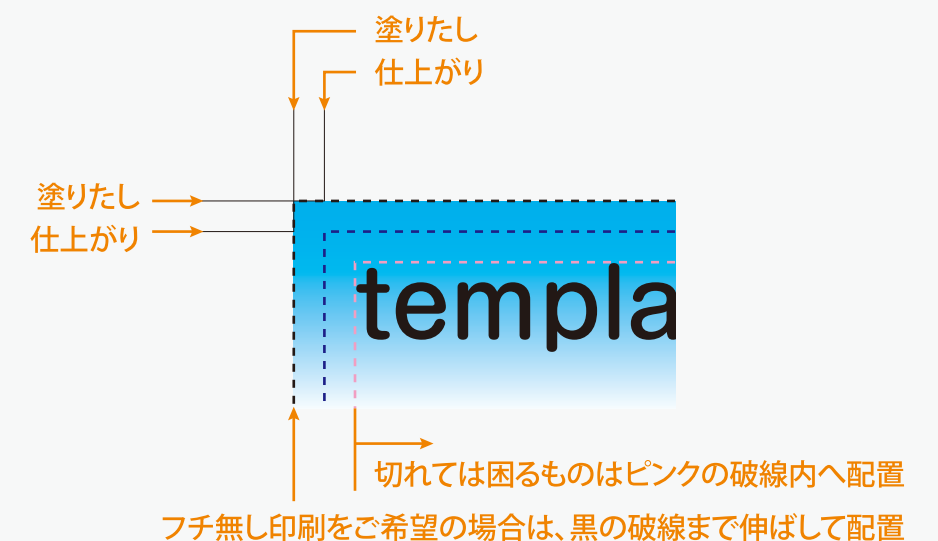 塗りたし
仕上がり
塗りたし
仕上がり
templa
切れては困るものはピンクの破線内へ配置
フチ無し印刷をご希望の場合は、黒の破線まで伸ばして配置